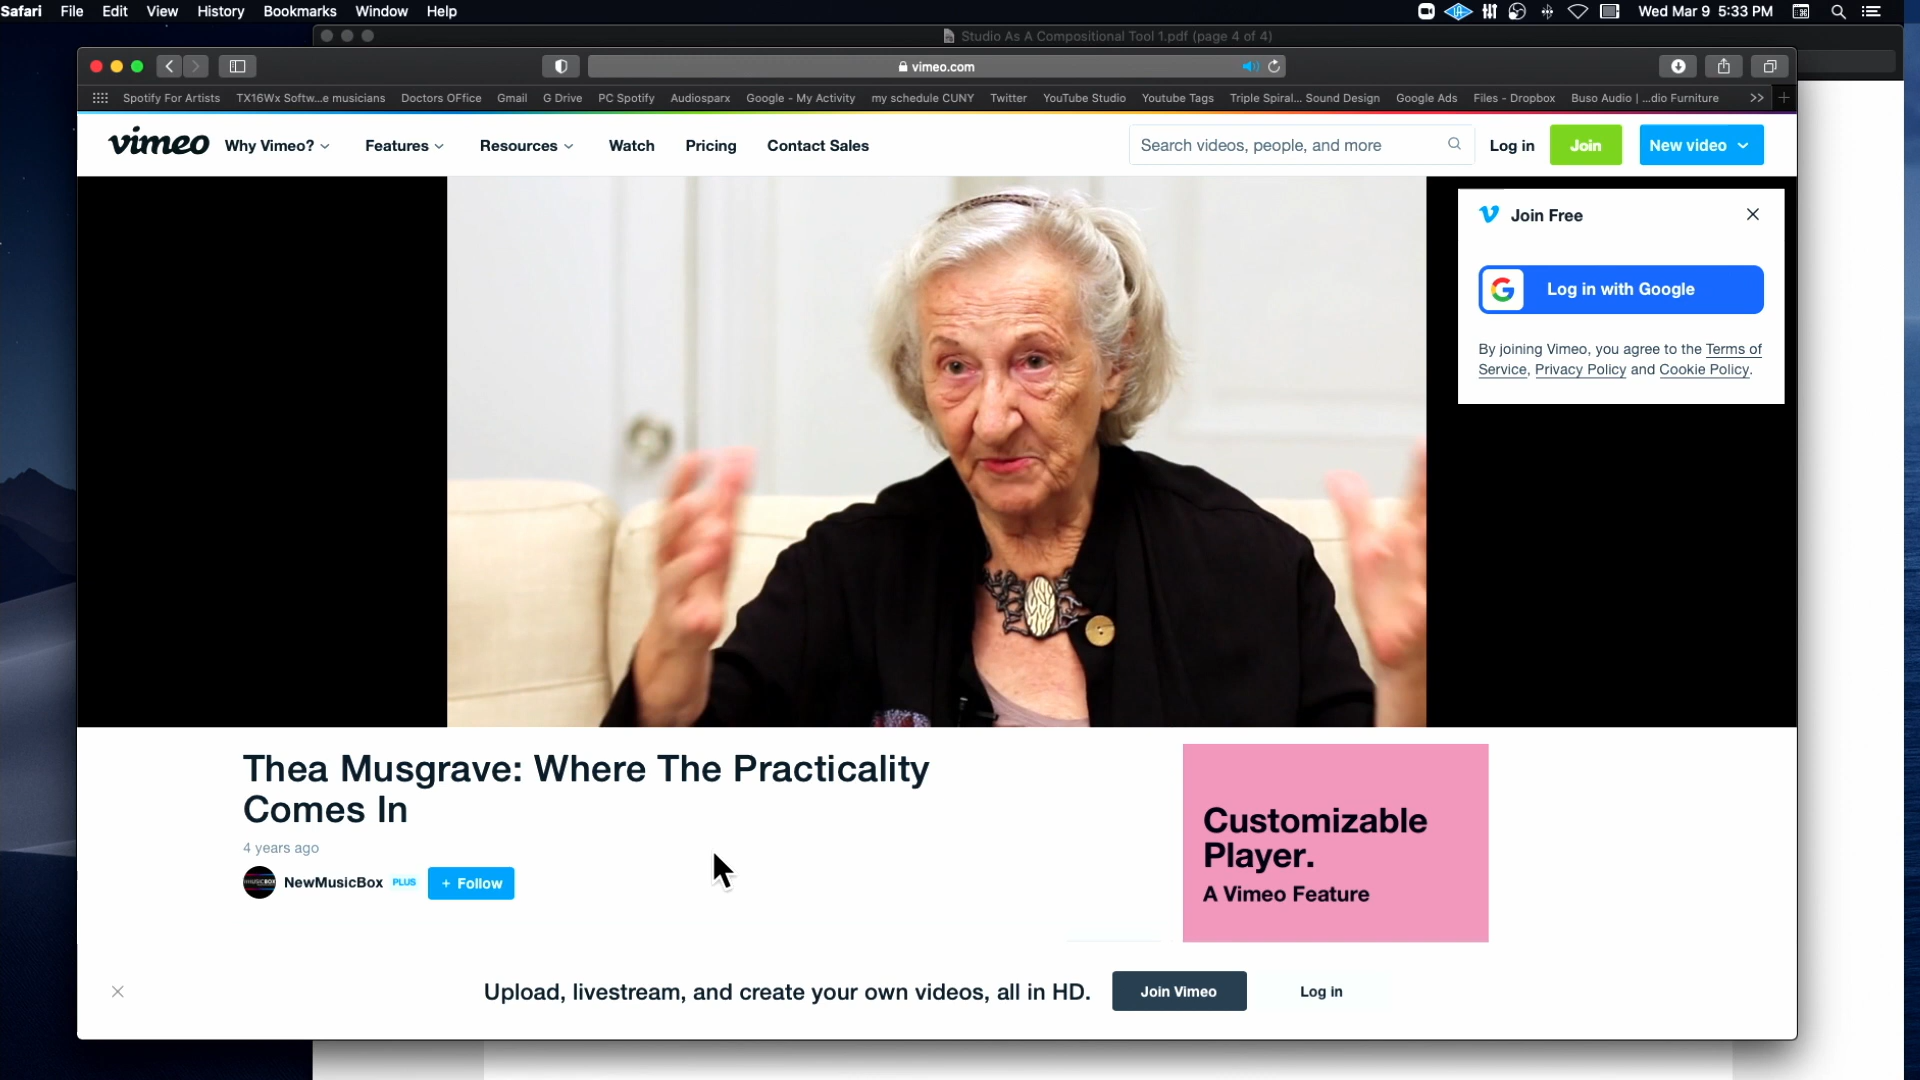 Safari File Edit View History Bookmarks Window Help
Wed Mar 9 5:33 PM
Studio As A Compositional Tool 1.pdf (page 4 of 4)
vimeo.com
Spotify For Artists TX16Wx Softw...e musicians Doctors OFfice Gmail G Drive PC Spotify Audiosparx Google - My Activity my schedule CUNY Twitter YouTube Studio Youtube Tags Triple Spiral... Sound Design Google Ads Files - Dropbox Buso Audio | ...dio Furniture >>
vimeo Why Vimeo? Features Resources Watch Pricing Contact Sales Search videos, people, and more Log in Join New video
Join Free
Log in with Google
By joining Vimeo, you agree to the Terms of
Service, Privacy Policy and Cookie Policy.
Thea Musgrave: Where The Practicality
Comes In
4 years ago
NewMusicBox PLUS + Follow
Customizable
Player.
A Vimeo Feature
Upload, livestream, and create your own videos, all in HD. Join Vimeo Log in